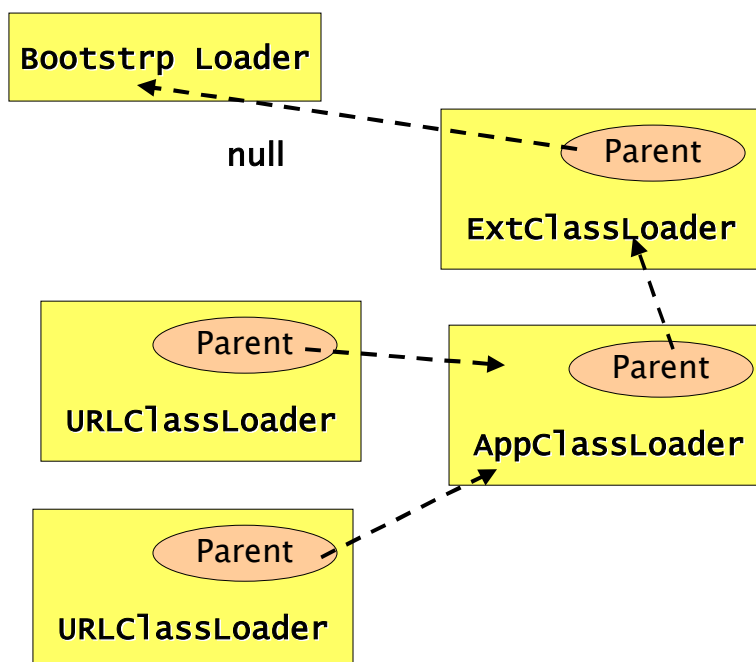 Bootstrp Loader
null
Parent
ExtClassLoader
Parent
URLClassLoader
Parent
AppClassLoader
Parent
URLClassLoader